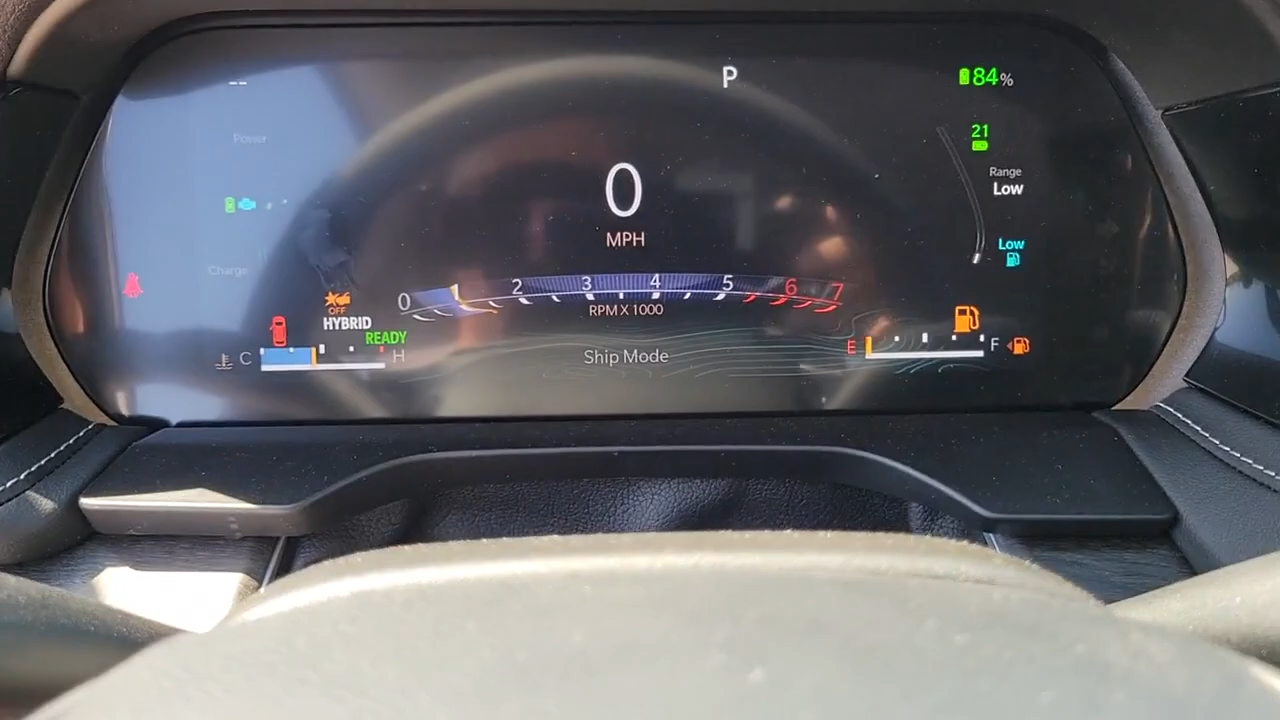 --
P
84%
Power
21
Range
Low
0
MPH
Low
Charge
0 2 3 4 5 6 7
RPM X 1000
OFF
HYBRID
READY
C H
Ship Mode
E F